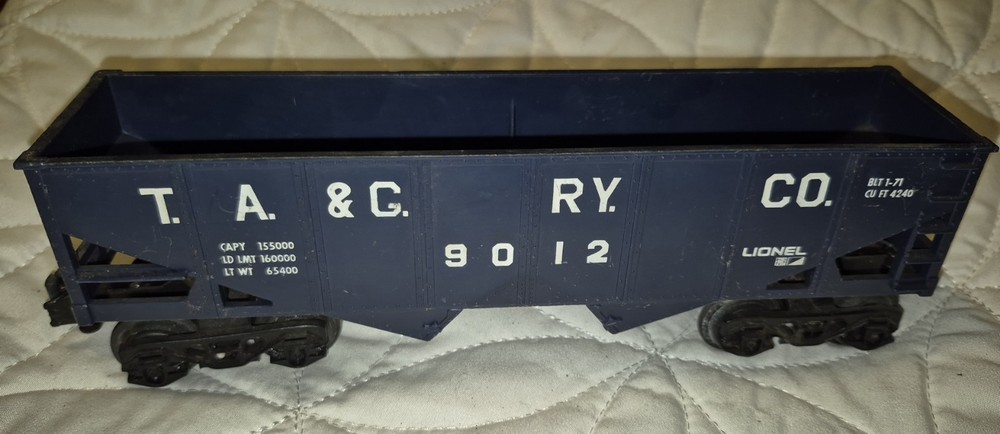 T. A. & G. RY. CO.
BLT 1-71
CU FT 4240
CAPY 155000
LD LMT 160000
LT WT 65400
9012
LIONEL